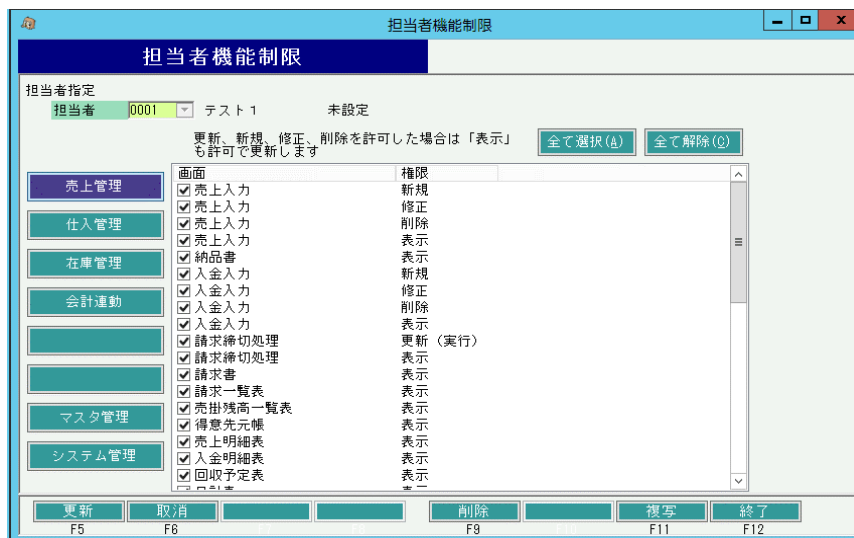 担当者機能制限
担当者機能制限
担当者指定
担当者 0001 テスト1 未設定
更新、新規、修正、削除を許可した場合は「表示」
も許可で更新します
全て選択(A) 全て解除(C)
画面 権限
売上管理
仕入管理
在庫管理
会計連動
マスタ管理
システム管理
売上入力 新規
売上入力 修正
売上入力 削除
売上入力 表示
納品書 表示
入金入力 新規
入金入力 修正
入金入力 削除
入金入力 表示
請求締切処理 更新(実行)
請求締切処理 表示
請求書 表示
請求一覧表 表示
売掛残高一覧表 表示
得意先元帳 表示
売上明細表 表示
入金明細表 表示
回収予定表 表示
更新 取消 削除 複写 終了
F5 F6 F7 F8 F9 F10 F11 F12